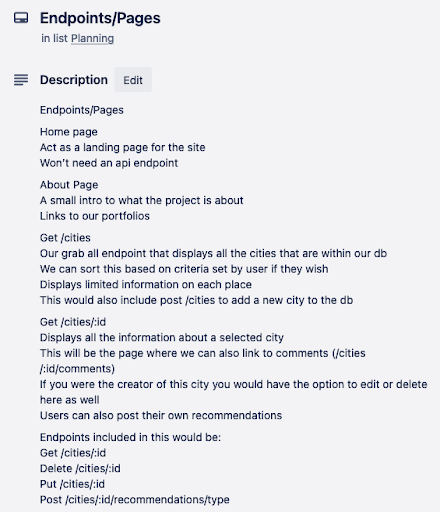 Endpoints/Pages
in list Planning
Description Edit
Endpoints/Pages
Home page
Act as a landing page for the site
Won't need an api endpoint
About Page
A small intro to what the project is about
Links to our portfolios
Get /cities
Our grab all endpoint that displays all the cities that are within our db
We can sort this based on criteria set by user if they wish
Displays limited information on each place
This would also include post /cities to add a new city to the db
Get /cities/:id
Displays all the information about a selected city
This will be the page where we can also link to comments (/cities
/:id/comments)
If you were the creator of this city you would have the option to edit or delete
here as well
Users can also post their own recommendations
Endpoints included in this would be:
Get /cities/:id
Delete /cities/:id
Put /cities/:id
Post /cities/:id/recommendations/type